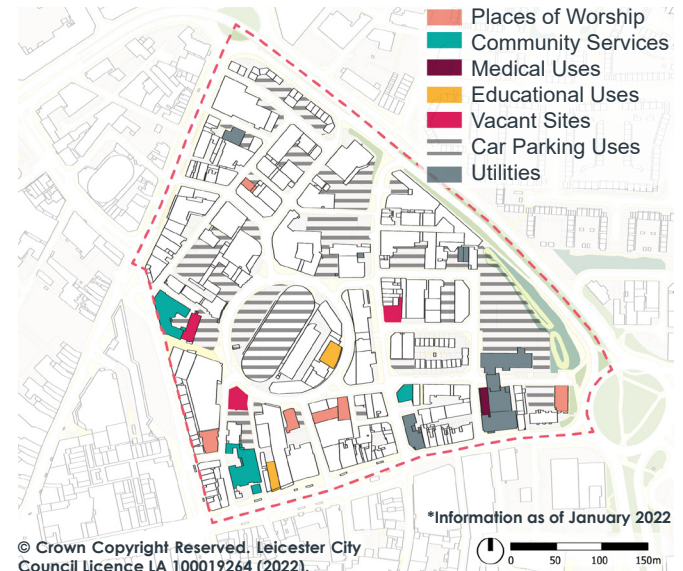 Places of Worship
Community Services
Medical Uses
Educational Uses
Vacant Sites
Car Parking Uses
Utilities
*Information as of January 2022
© Crown Copyright Reserved. Leicester City
Council Licence LA 100019264 (2022).
0 50 100 150m